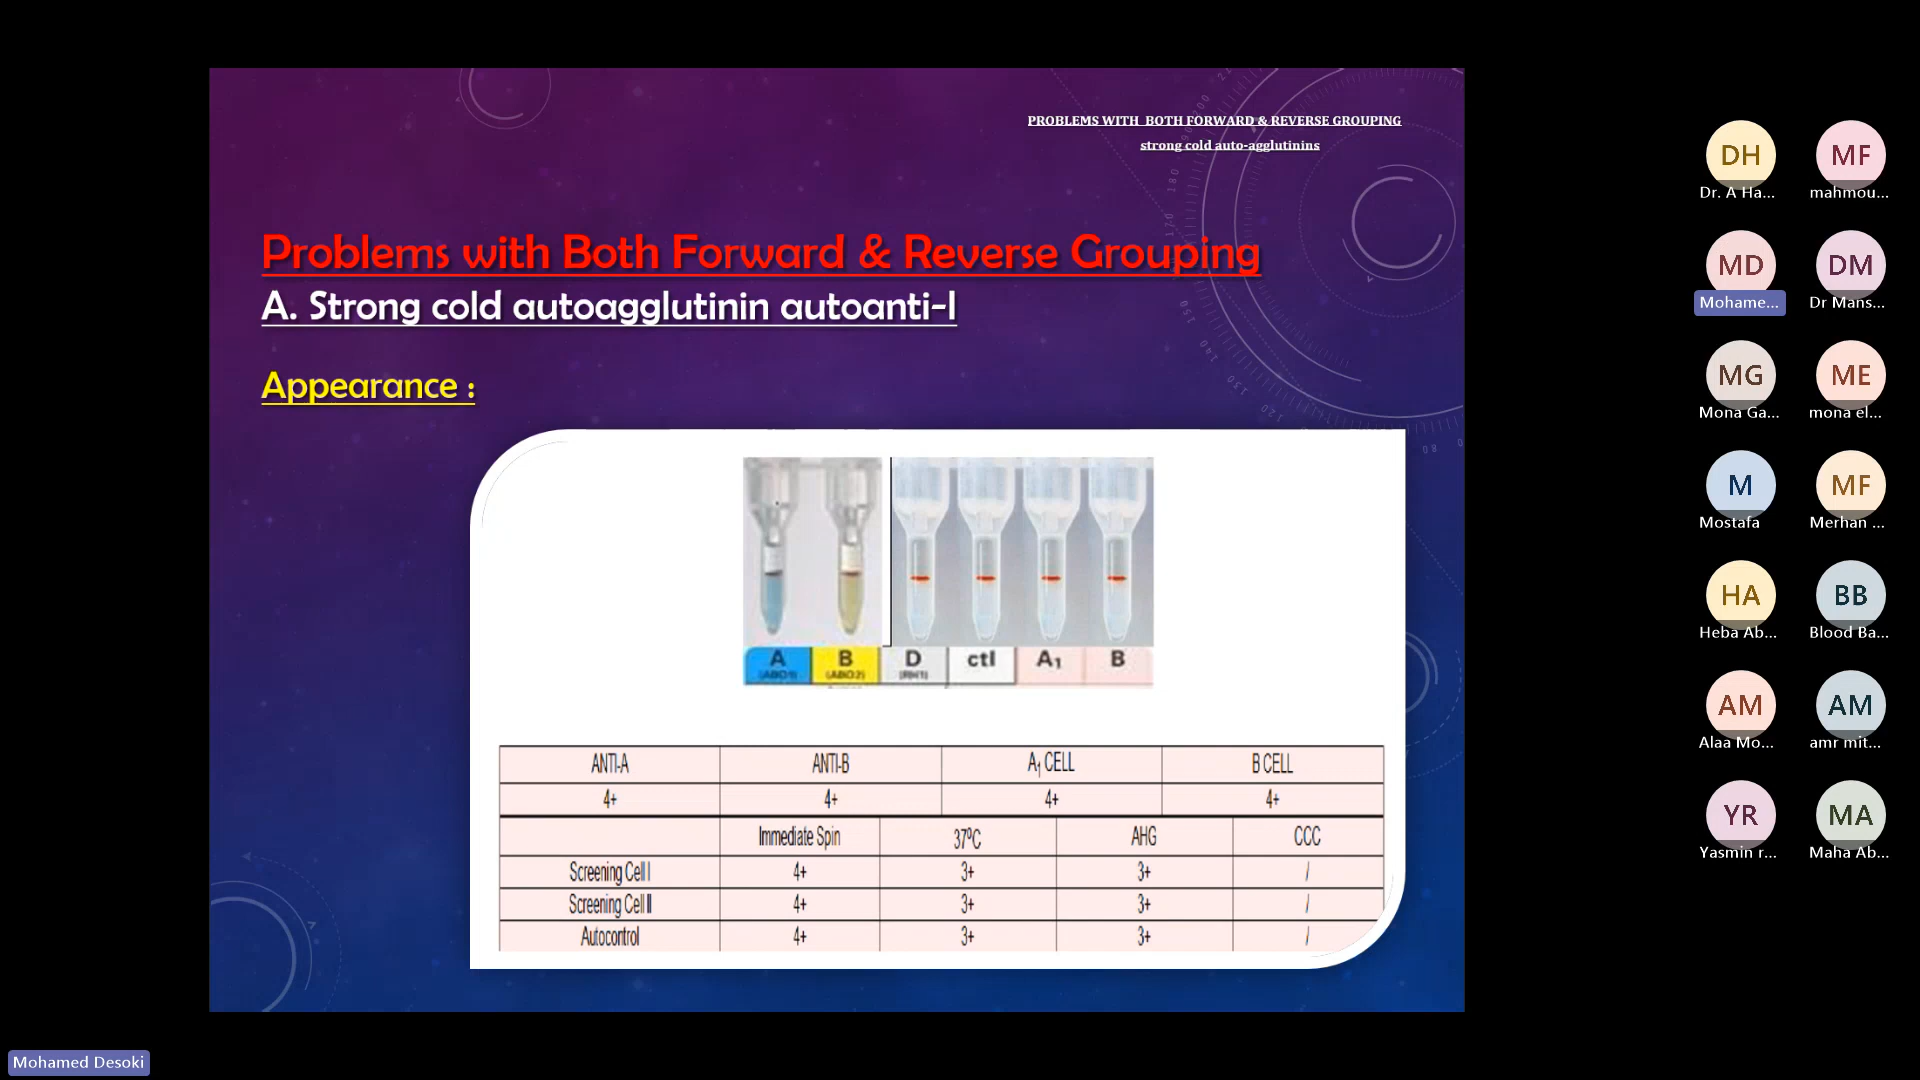 PROBLEMS WITH BOTH FORWARD & REVERSE GROUPING
strong cold auto-agglutinins
Problems with Both Forward & Reverse Grouping
A. Strong cold autoagglutinin autoanti-I
Appearance :
A B D ctl A1 B
(ABO1) (ABO2) (RH1)
ANTI-A ANTI-B A1 CELL B CELL
4+ 4+ 4+ 4+
Immediate Spin 37ºC AHG CCC
Screening Cell I 4+ 3+ 3+ /
Screening Cell II 4+ 3+ 3+ /
Autocontrol 4+ 3+ 3+ /
DH MF
Dr. A Ha... mahmou...
MD DM
Mohame... Dr Mans...
MG ME
Mona Ga... mona el...
M MF
Mostafa Merhan ...
HA BB
Heba Ab... Blood Ba...
AM AM
Alaa Mo... amr mit...
YR MA
Yasmin r... Maha Ab...
Mohamed Desoki